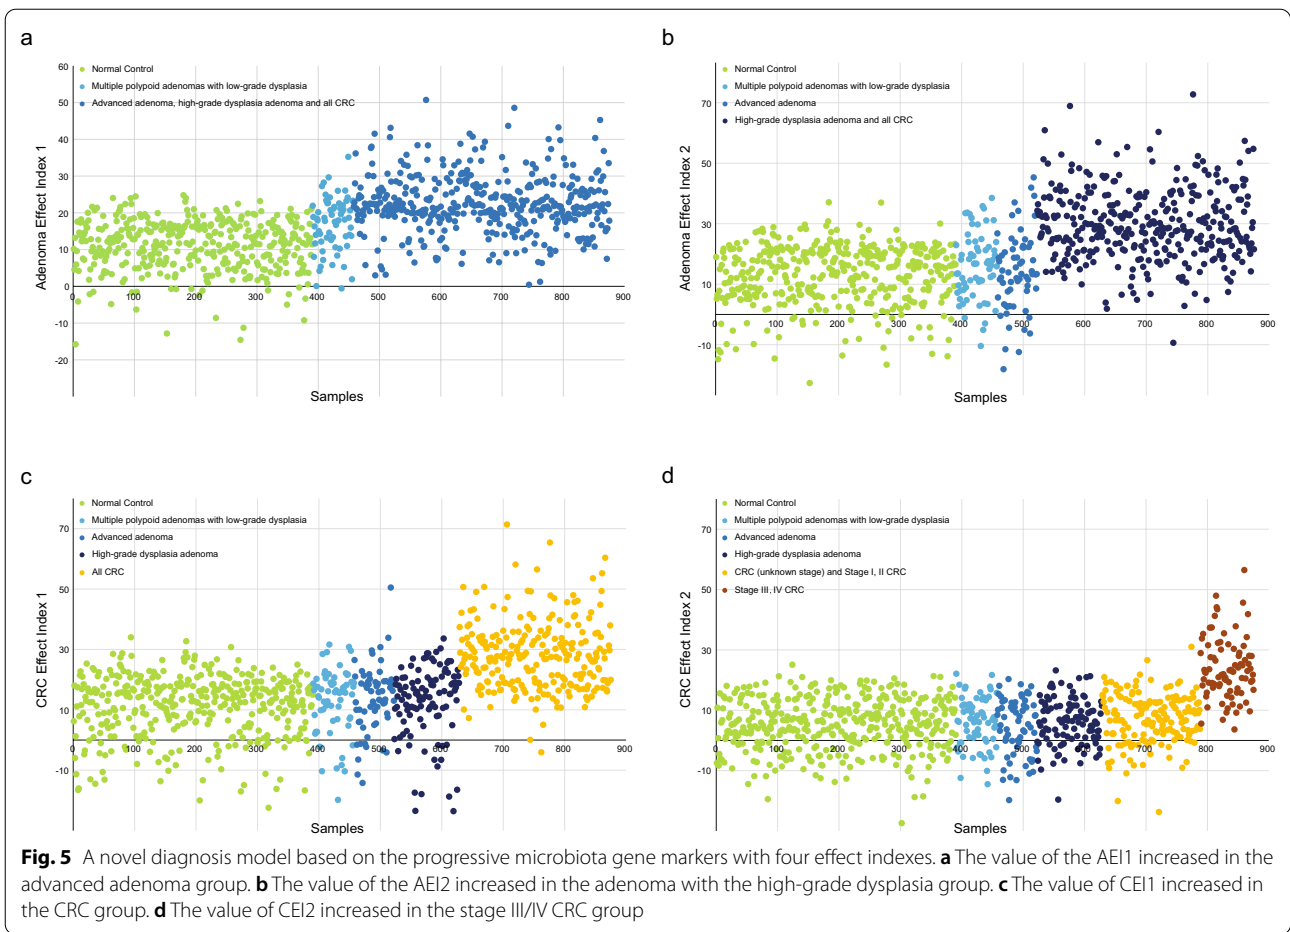 a
60
50
40
30
20
10
0
-10
-20
0 100 200 300 400 500 600 700 800 900
Adenoma Effect Index 1
Samples
Normal Control
Multiple polypoid adenomas with low-grade dysplasia
Advanced adenoma, high-grade dysplasia adenoma and all CRC
b
70
50
30
10
-10
0 100 200 300 400 500 600 700 800 900
Adenoma Effect Index 2
Samples
Normal Control
Multiple polypoid adenomas with low-grade dysplasia
Advanced adenoma
High-grade dysplasia adenoma and all CRC
c
70
50
30
10
-10
0 100 200 300 400 500 600 700 800 900
CRC Effect Index 1
Samples
Normal Control
Multiple polypoid adenomas with low-grade dysplasia
Advanced adenoma
High-grade dysplasia adenoma
All CRC
d
70
50
30
10
-10
0 100 200 300 400 500 600 700 800 900
CRC Effect Index 2
Samples
Normal Control
Multiple polypoid adenomas with low-grade dysplasia
Advanced adenoma
High-grade dysplasia adenoma
CRC (unknown stage) and Stage I, II CRC
Stage III, IV CRC
Fig. 5 A novel diagnosis model based on the progressive microbiota gene markers with four effect indexes. a The value of the AEI1 increased in the
advanced adenoma group. b The value of the AEI2 increased in the adenoma with the high-grade dysplasia group. c The value of CEI1 increased in
the CRC group. d The value of CEI2 increased in the stage III/IV CRC group